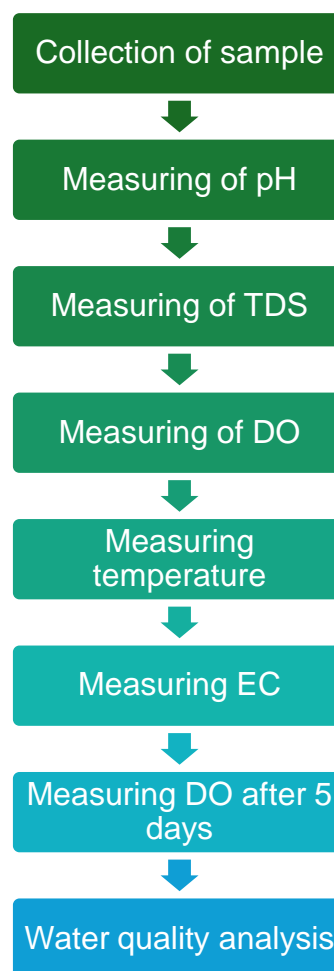 Collection of sample
Measuring of pH
Measuring of TDS
Measuring of DO
Measuring
temperature
Measuring EC
Measuring DO after 5
days
Water quality analysis